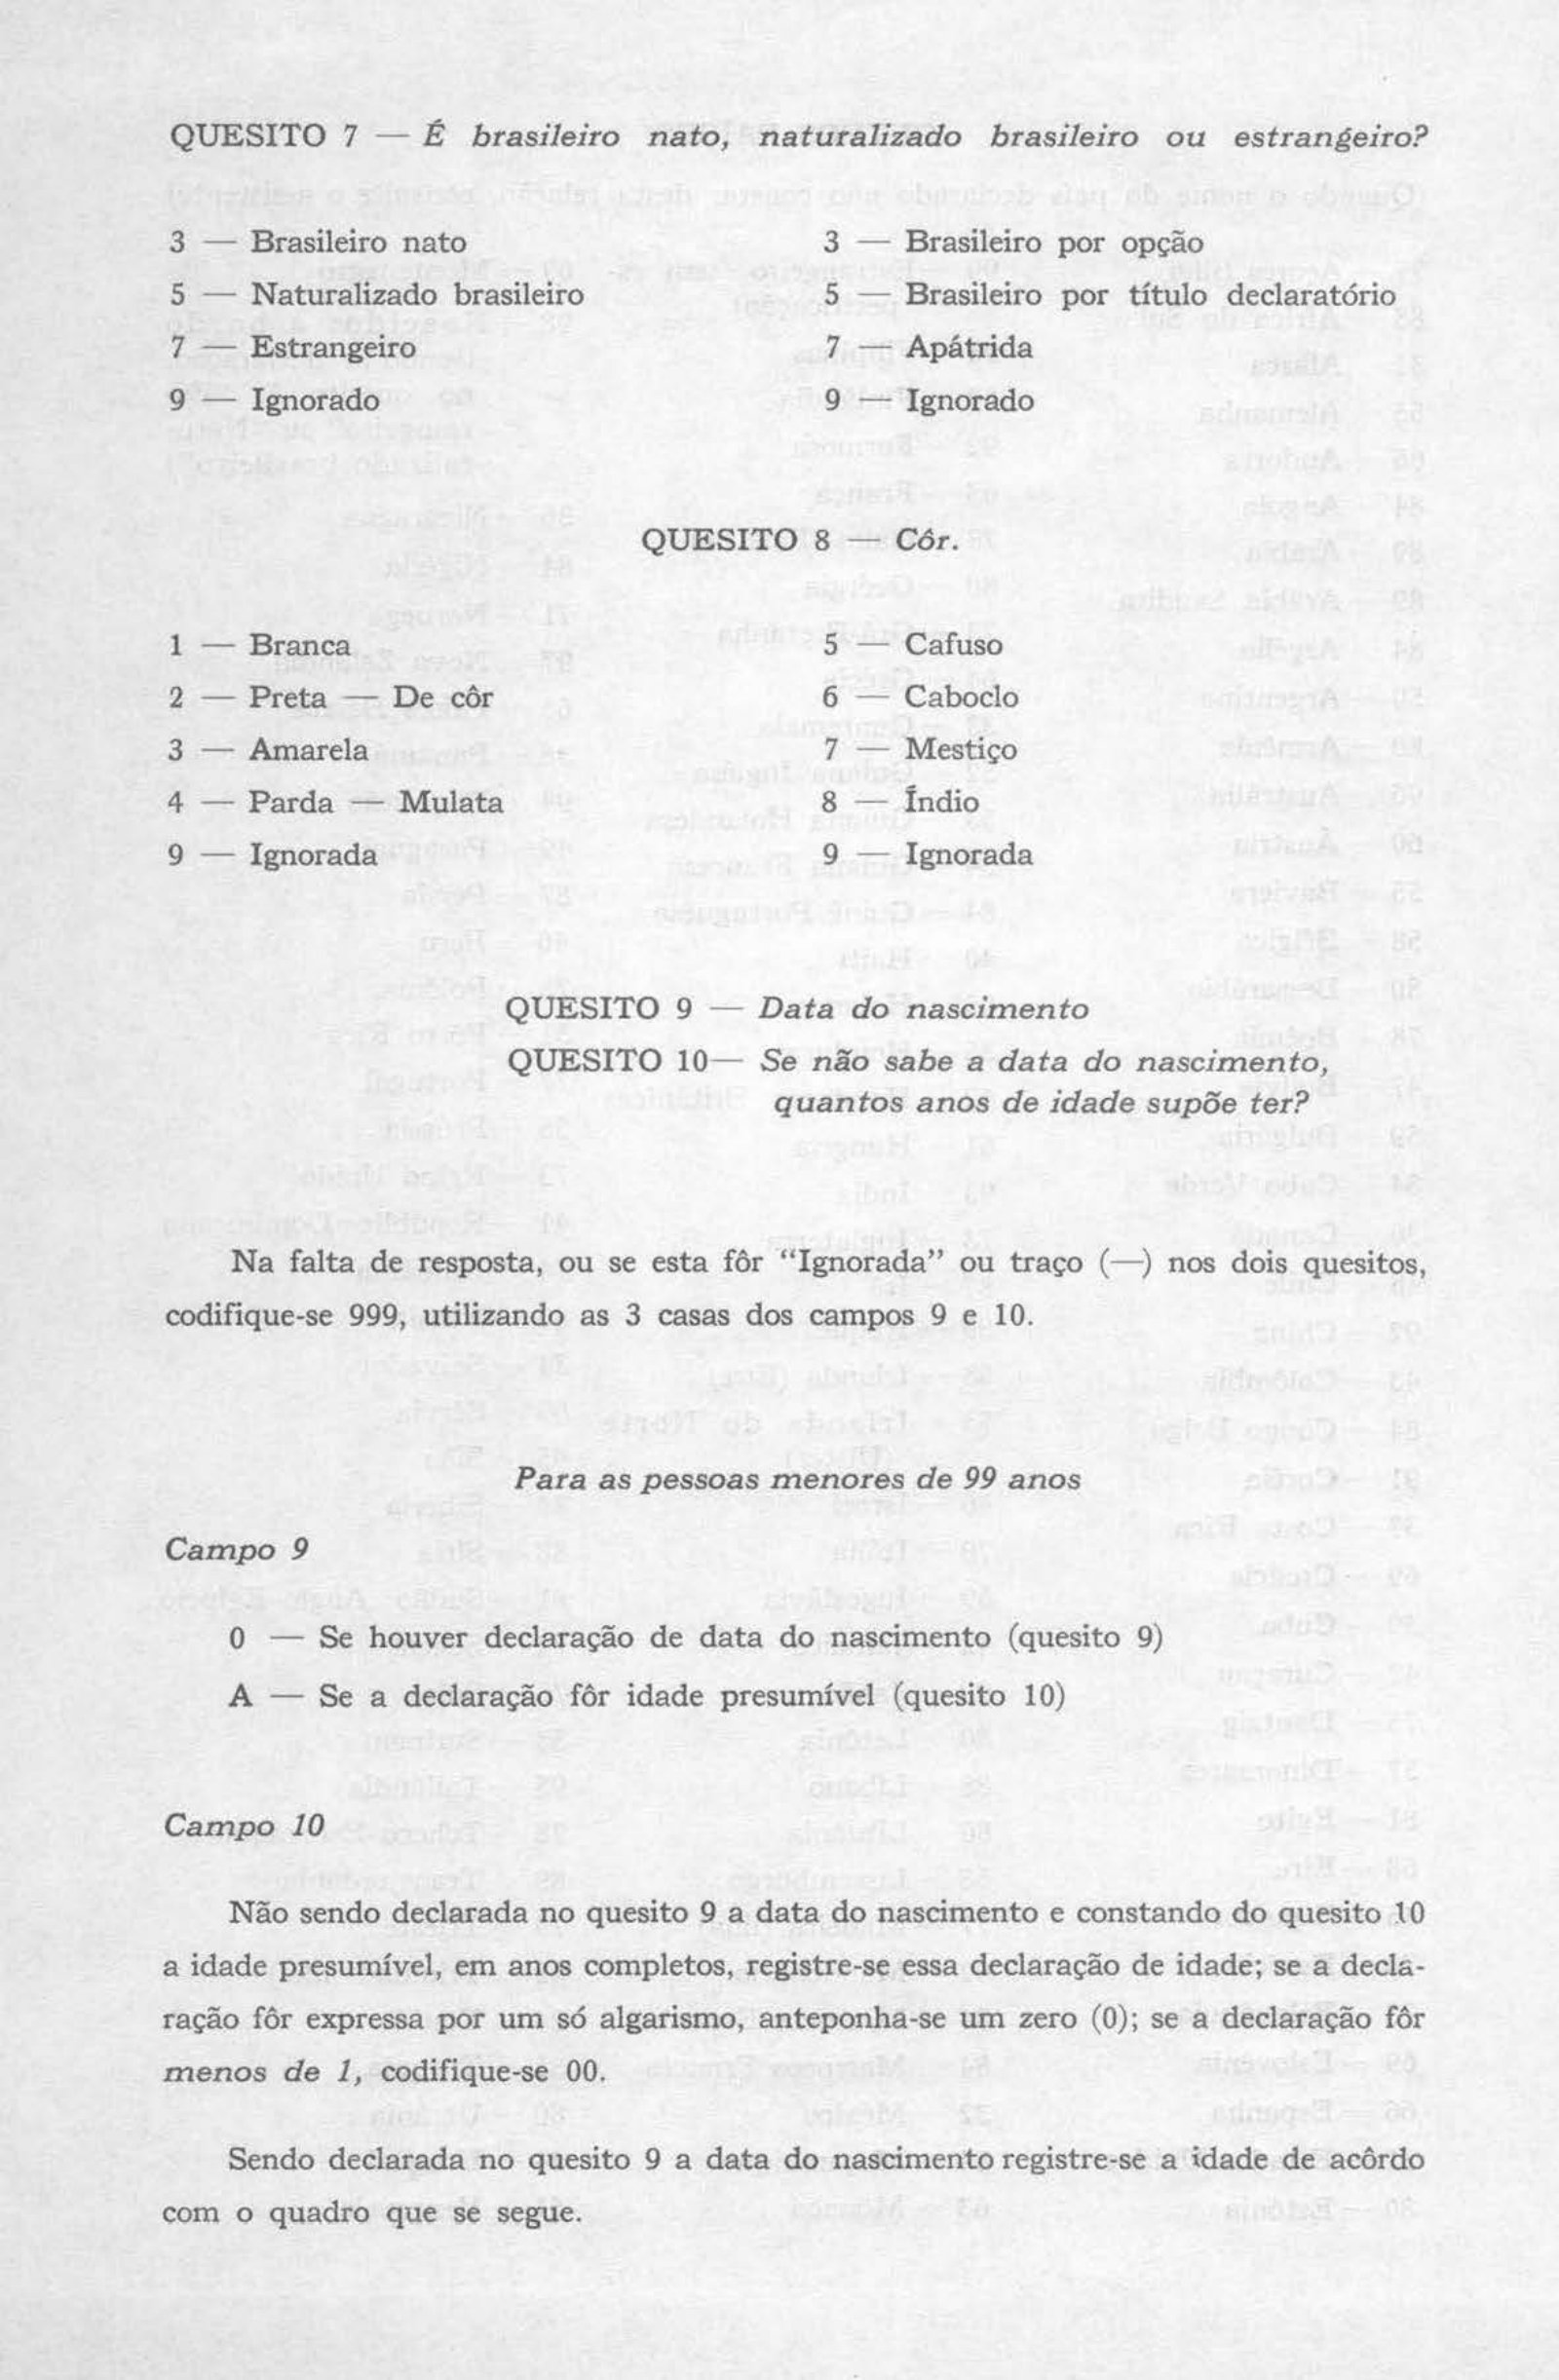 QUESITO 7 — É brasileiro nato, naturalizado brasileiro ou estrangeiro?
3 — Brasileiro nato
5 — Naturalizado brasileiro
7 — Estrangeiro
9 — Ignorado
3 — Brasileiro por opção
5 — Brasileiro por título declaratório
7 — Apátrida
9 — Ignorado
QUESITO 8 — Côr.
1 — Branca
2 — Preta — De côr
3 — Amarela
4 — Parda — Mulata
9 — Ignorada
5 — Cafuso
6 — Caboclo
7 — Mestiço
8 — Índio
9 — Ignorada
QUESITO 9 — Data do nascimento
QUESITO 10— Se não sabe a data do nascimento,
quantos anos de idade supõe ter?
Na falta de resposta, ou se esta fôr “Ignorada” ou traço (—) nos dois quesitos,
codifique-se 999, utilizando as 3 casas dos campos 9 e 10.
Para as pessoas menores de 99 anos
Campo 9
0 — Se houver declaração de data do nascimento (quesito 9)
A — Se a declaração fôr idade presumível (quesito 10)
Campo 10
Não sendo declarada no quesito 9 a data do nascimento e constando do quesito 10
a idade presumível, em anos completos, registre-se essa declaração de idade; se a decla-
ração fôr expressa por um só algarismo, anteponha-se um zero (0); se a declaração fôr
menos de 1, codifique-se 00.
Sendo declarada no quesito 9 a data do nascimento registre-se a idade de acôrdo
com o quadro que se segue.